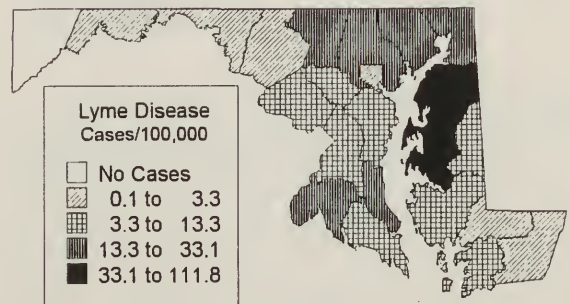 Lyme Disease
Cases/100,000
No Cases
0.1 to 3.3
3.3 to 13.3
13.3 to 33.1
33.1 to 111.8